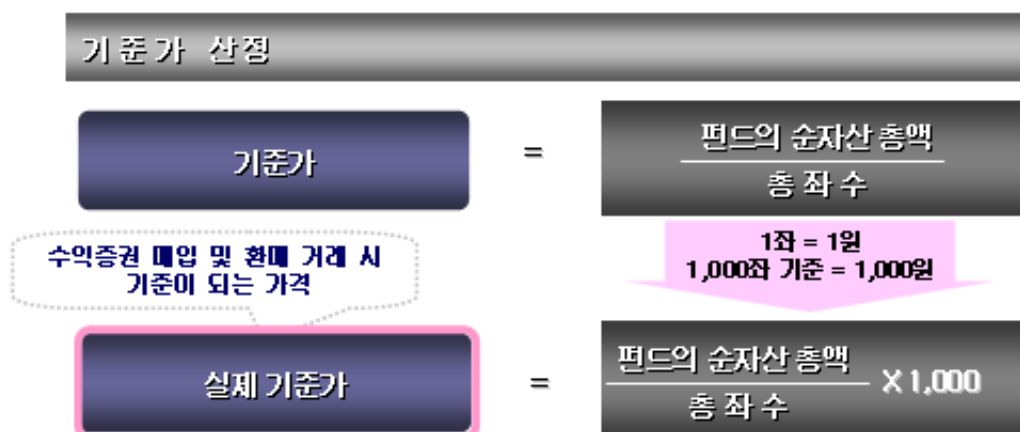 기준가 산정
기준가
=
펀드의 순자산 총액
총 좌 수
수익증권 매입 및 환매 거래 시
기준이 되는 가격
1좌 = 1원
1,000좌 기준 = 1,000원
실제 기준가
=
펀드의 순자산 총액
총 좌 수
X 1,000